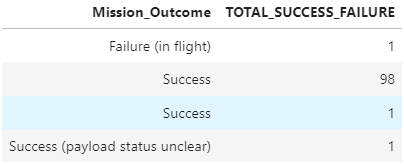 Mission_Outcome TOTAL_SUCCESS_FAILURE
Failure (in flight) 1
Success 98
Success 1
Success (payload status unclear) 1